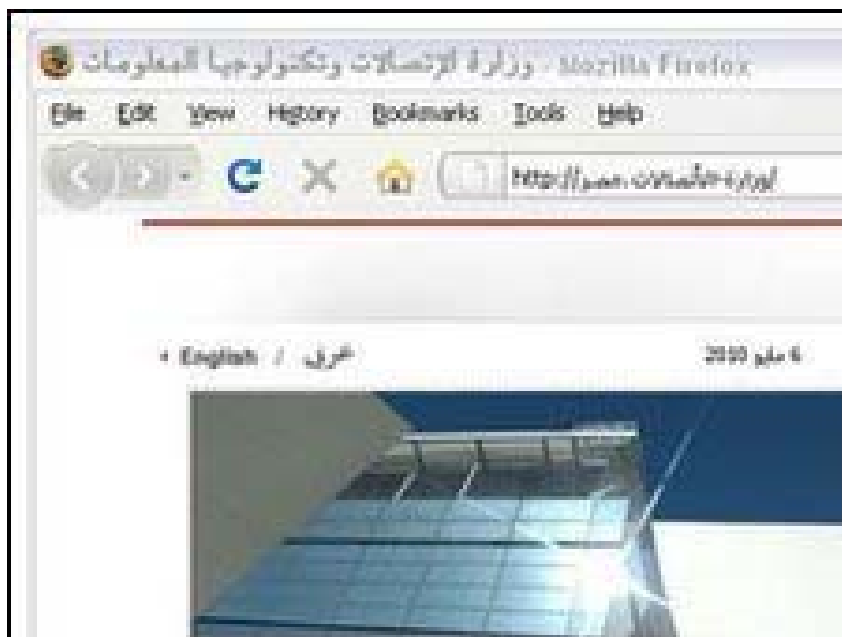 وزارة الإتصالات وتكنولوجيا المعلومات - Mozilla Firefox
File Edit View History Bookmarks Tools Help
http://وزارة-الأتصالات.مصر/
English / عربي
6 مايو 2010